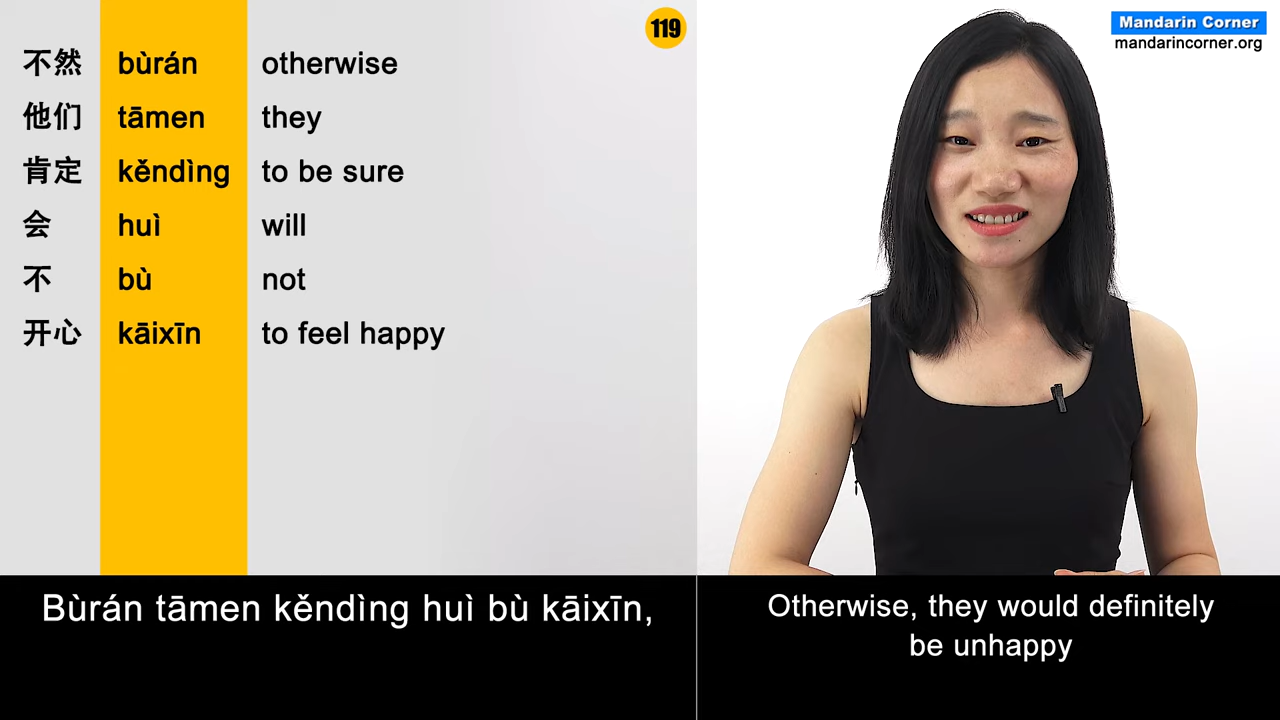 119
不然 bùrán otherwise
他们 tāmen they
肯定 kěndìng to be sure
会 huì will
不 bù not
开心 kāixīn to feel happy
Bùrán tāmen kěndìng huì bù kāixīn,
Mandarin Corner
mandarincorner.org
Otherwise, they would definitely
be unhappy